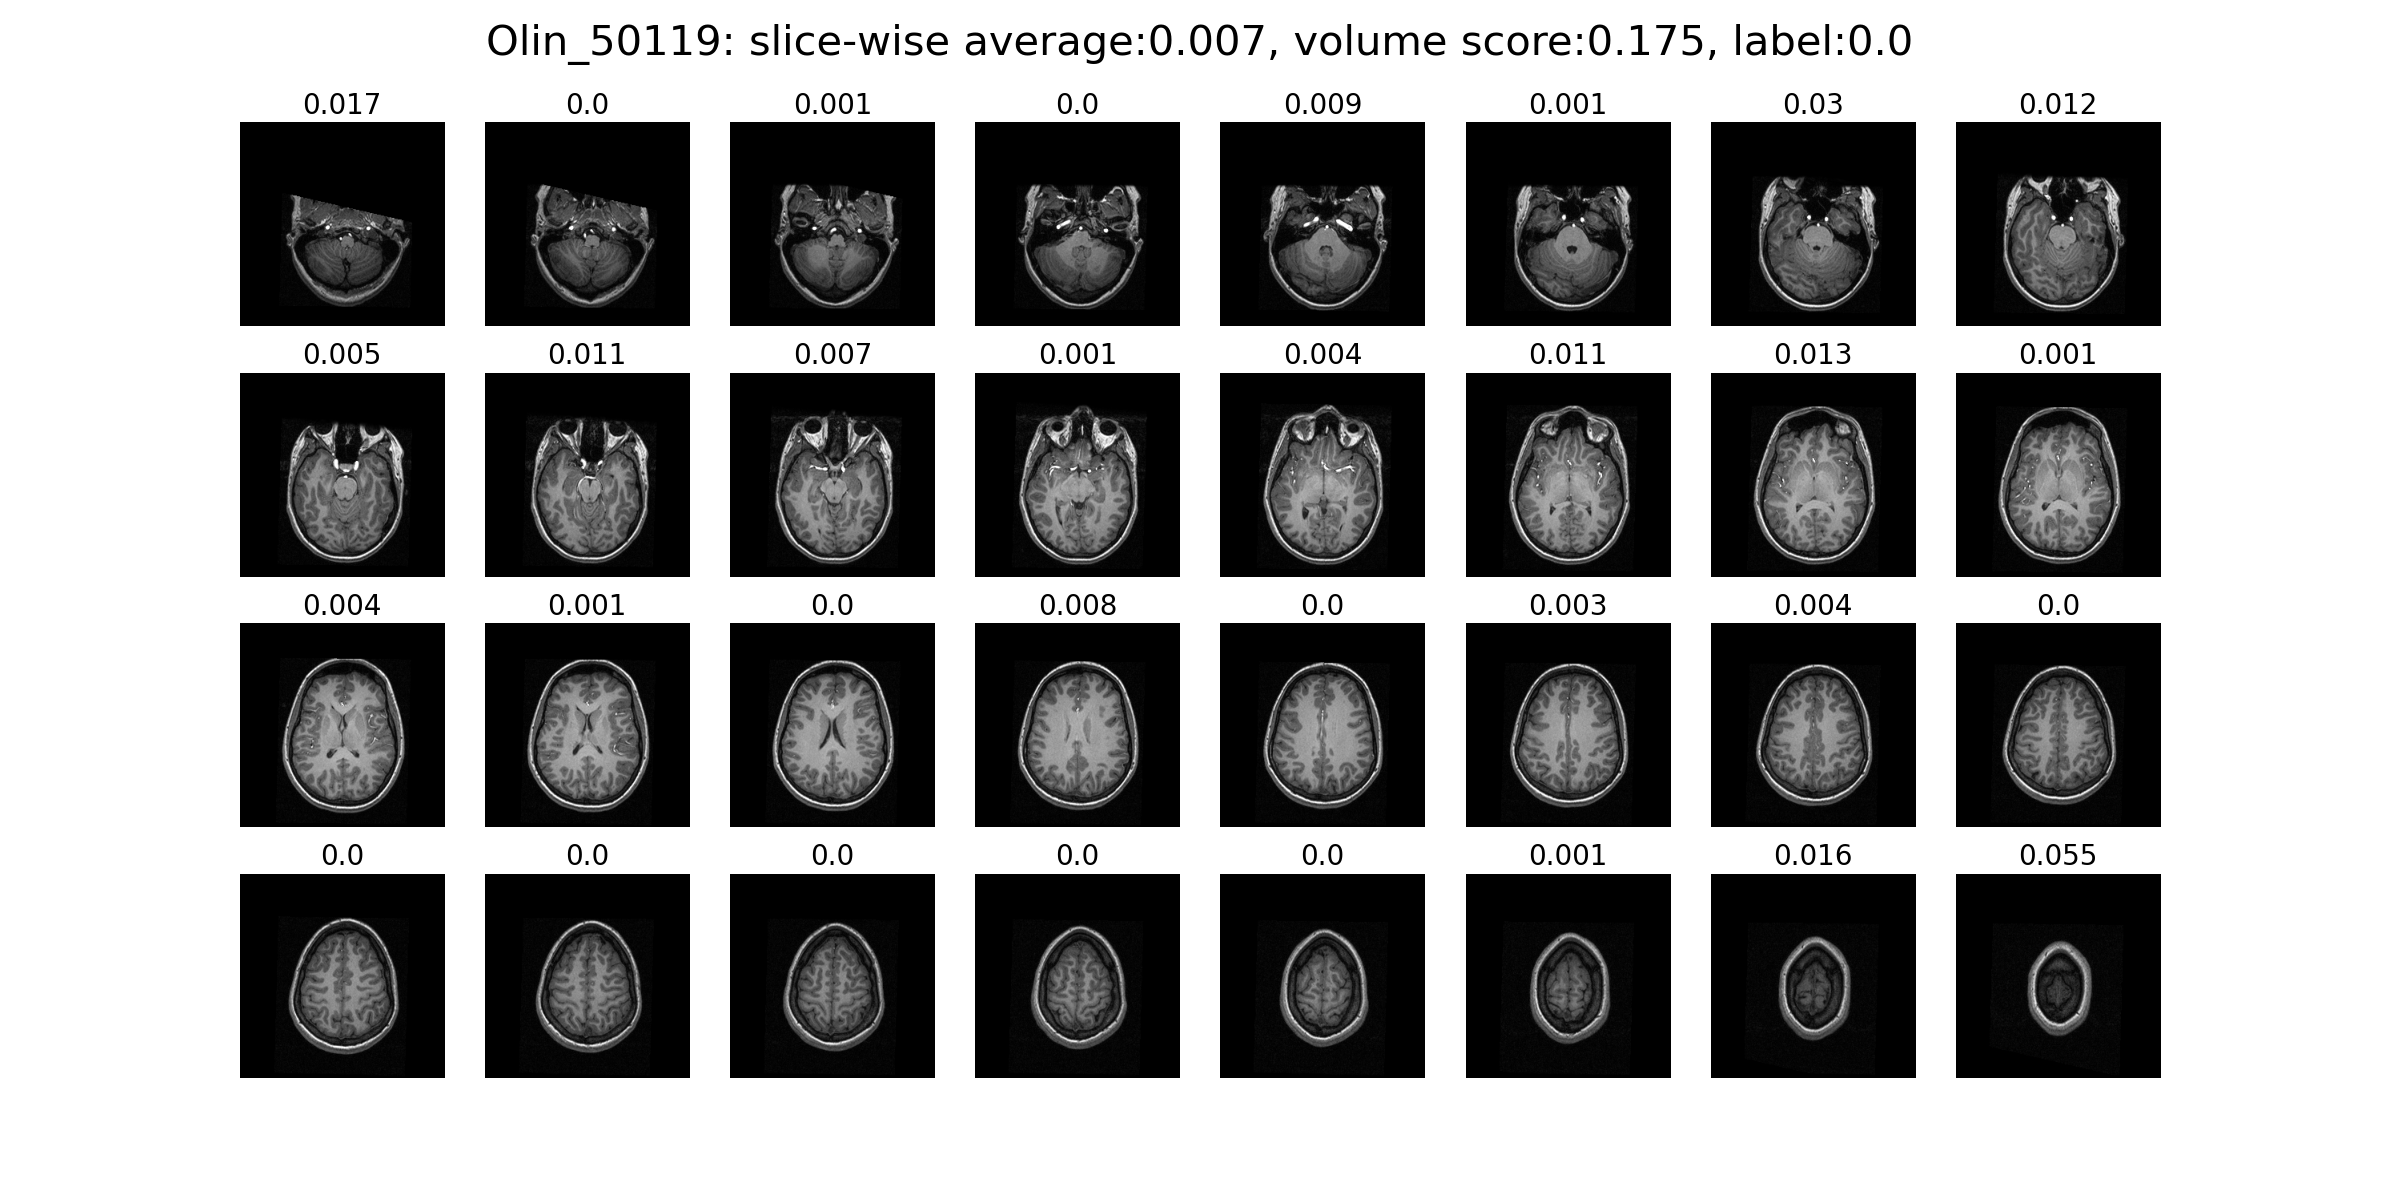 Olin_50119: slice-wise average:0.007, volume score:0.175, label:0.0
0.017 0.0 0.001 0.0 0.009 0.001 0.03 0.012
0.005 0.011 0.007 0.001 0.004 0.011 0.013 0.001
0.004 0.001 0.0 0.008 0.0 0.003 0.004 0.0
0.0 0.0 0.0 0.0 0.0 0.001 0.016 0.055